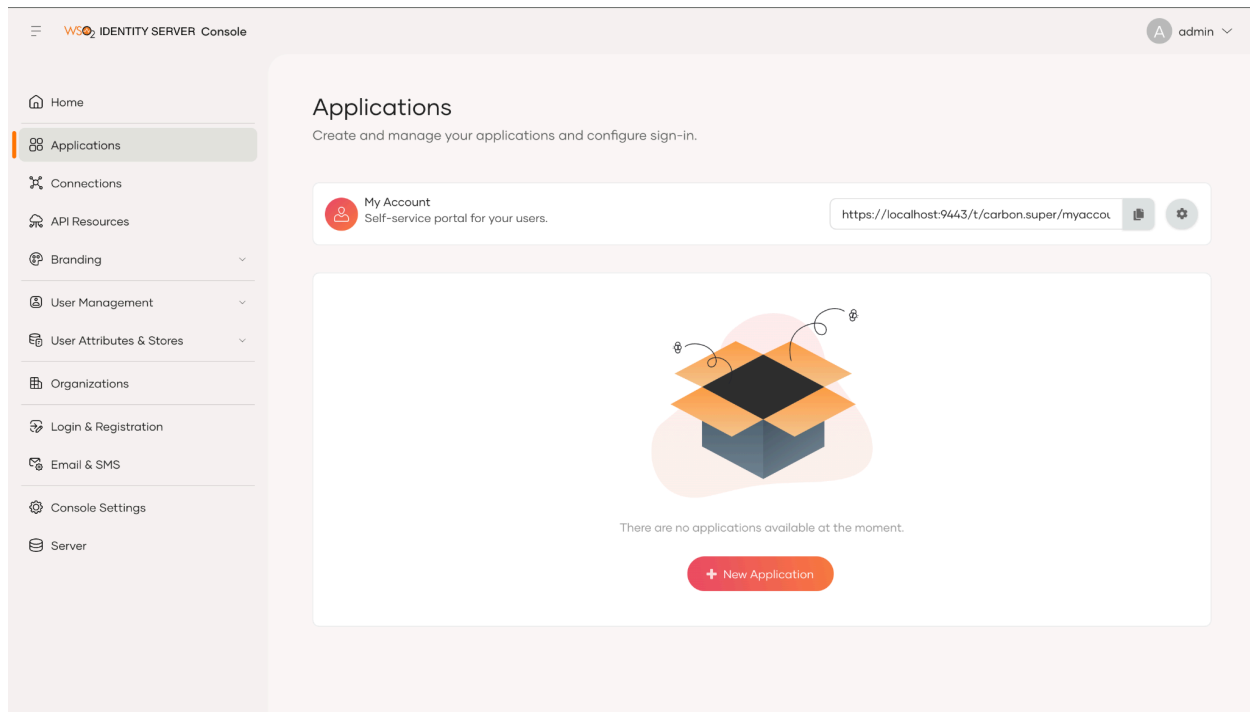 WSO2 IDENTITY SERVER Console
A admin
Home
Applications
Connections
API Resources
Branding
User Management
User Attributes & Stores
Organizations
Login & Registration
Email & SMS
Console Settings
Server
Applications
Create and manage your applications and configure sign-in.
My Account
Self-service portal for your users.
https://localhost:9443/t/carbon.super/myaccou
There are no applications available at the moment.
New Application